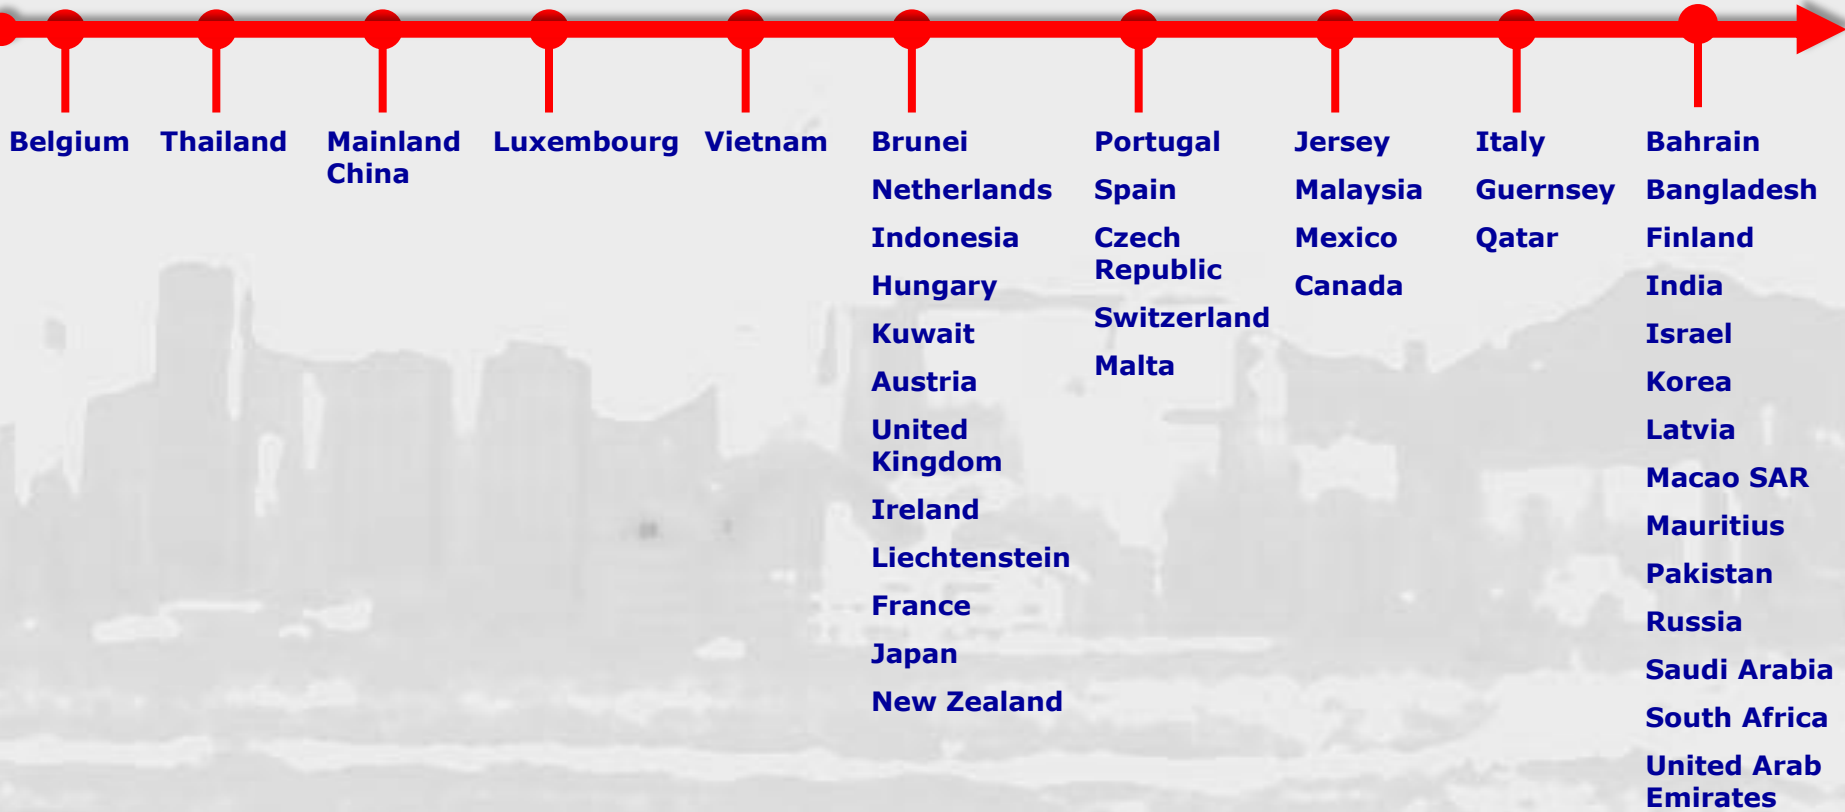 Belgium
Thailand
Mainland
China
Luxembourg
Vietnam
Brunei
Netherlands
Indonesia
Hungary
Kuwait
Austria
United
Kingdom
Ireland
Liechtenstein
France
Japan
New Zealand
Portugal
Spain
Czech
Republic
Switzerland
Malta
Jersey
Malaysia
Mexico
Canada
Italy
Guernsey
Qatar
Bahrain
Bangladesh
Finland
India
Israel
Korea
Latvia
Macao SAR
Mauritius
Pakistan
Russia
Saudi Arabia
South Africa
United Arab
Emirates